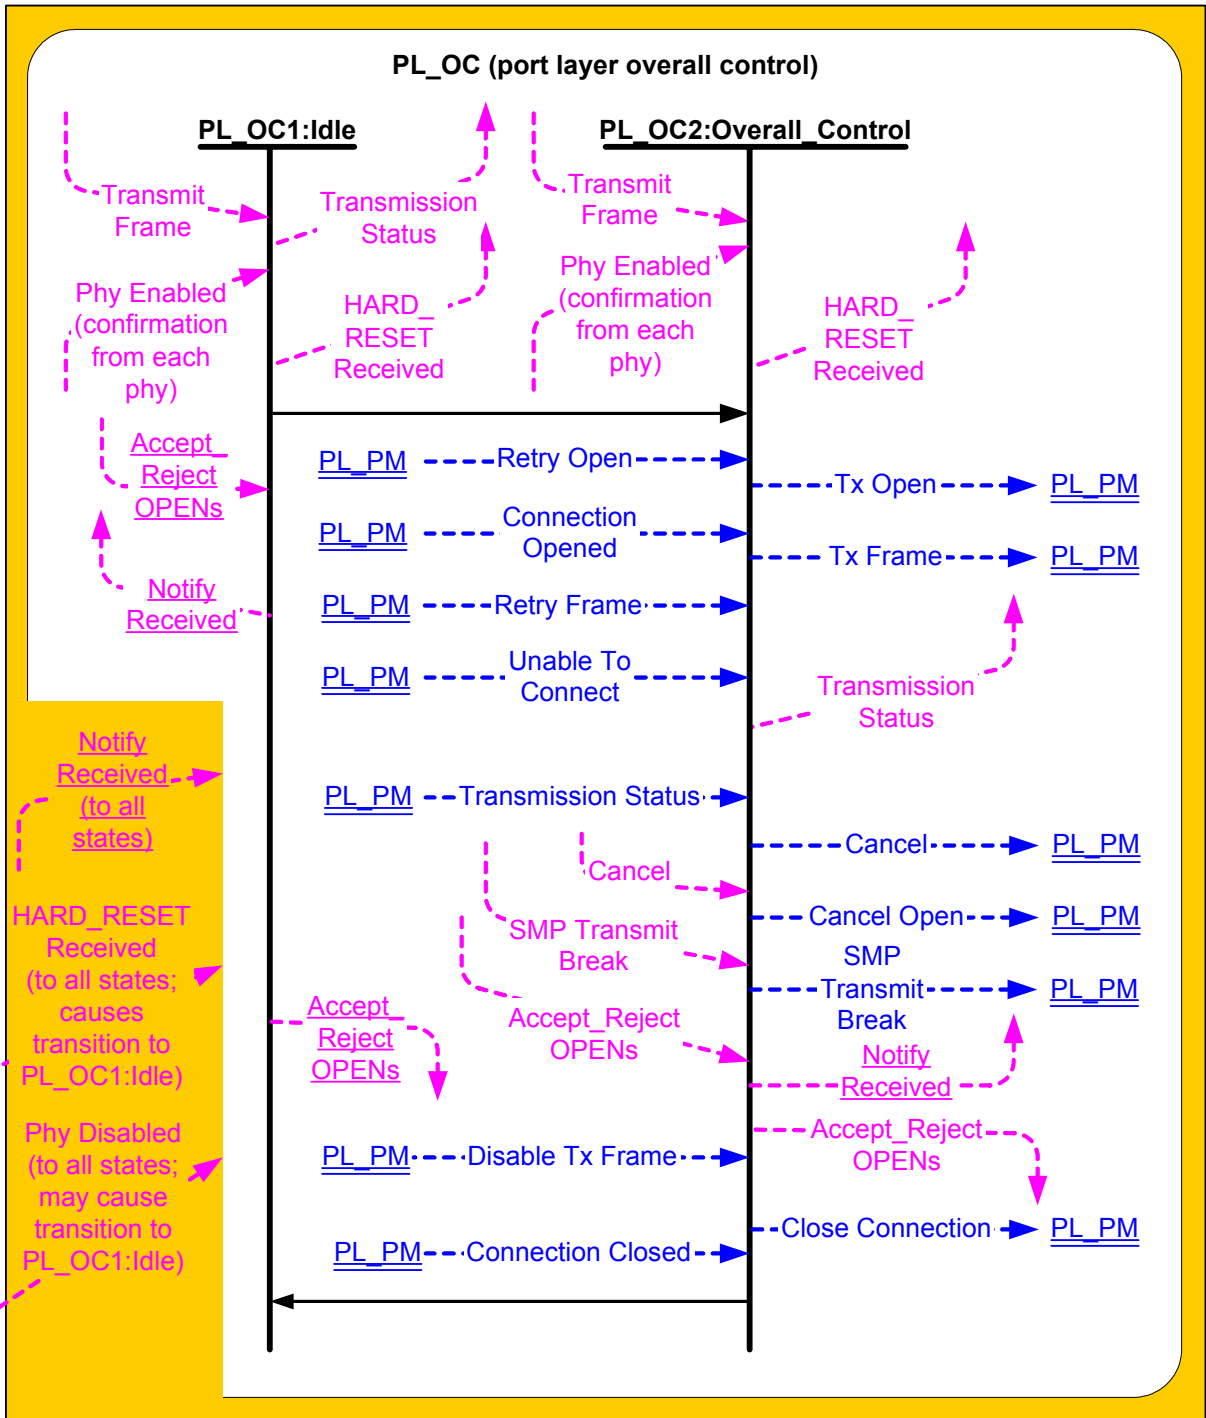 PL_OC (port layer overall control)
PL_OC1:Idle
PL_OC2:Overall_Control
Transmit
Frame
Transmission
Status
Transmit
Frame
Phy Enabled
(confirmation
from each
phy)
HARD_
RESET
Received
Phy Enabled
(confirmation
from each
phy)
HARD_
RESET
Received
Accept_
Reject
OPENs
PL_PM
Retry Open
Tx Open
PL_PM
PL_PM
Connection
Opened
Tx Frame
PL_PM
Notify
Received
PL_PM
Retry Frame
PL_PM
Unable To
Connect
Transmission
Status
Notify
Received
(to all
states)
PL_PM
Transmission Status
Cancel
PL_PM
Cancel
HARD_RESET
Received
(to all states;
causes
transition to
PL_OC1:Idle)
SMP Transmit
Break
Cancel Open
PL_PM
SMP
Transmit
Break
PL_PM
Accept_
Reject
OPENs
Accept_Reject
OPENs
Notify
Received
Phy Disabled
(to all states;
may cause
transition to
PL_OC1:Idle)
Accept_Reject
OPENs
PL_PM
Disable Tx Frame
Close Connection
PL_PM
PL_PM
Connection Closed